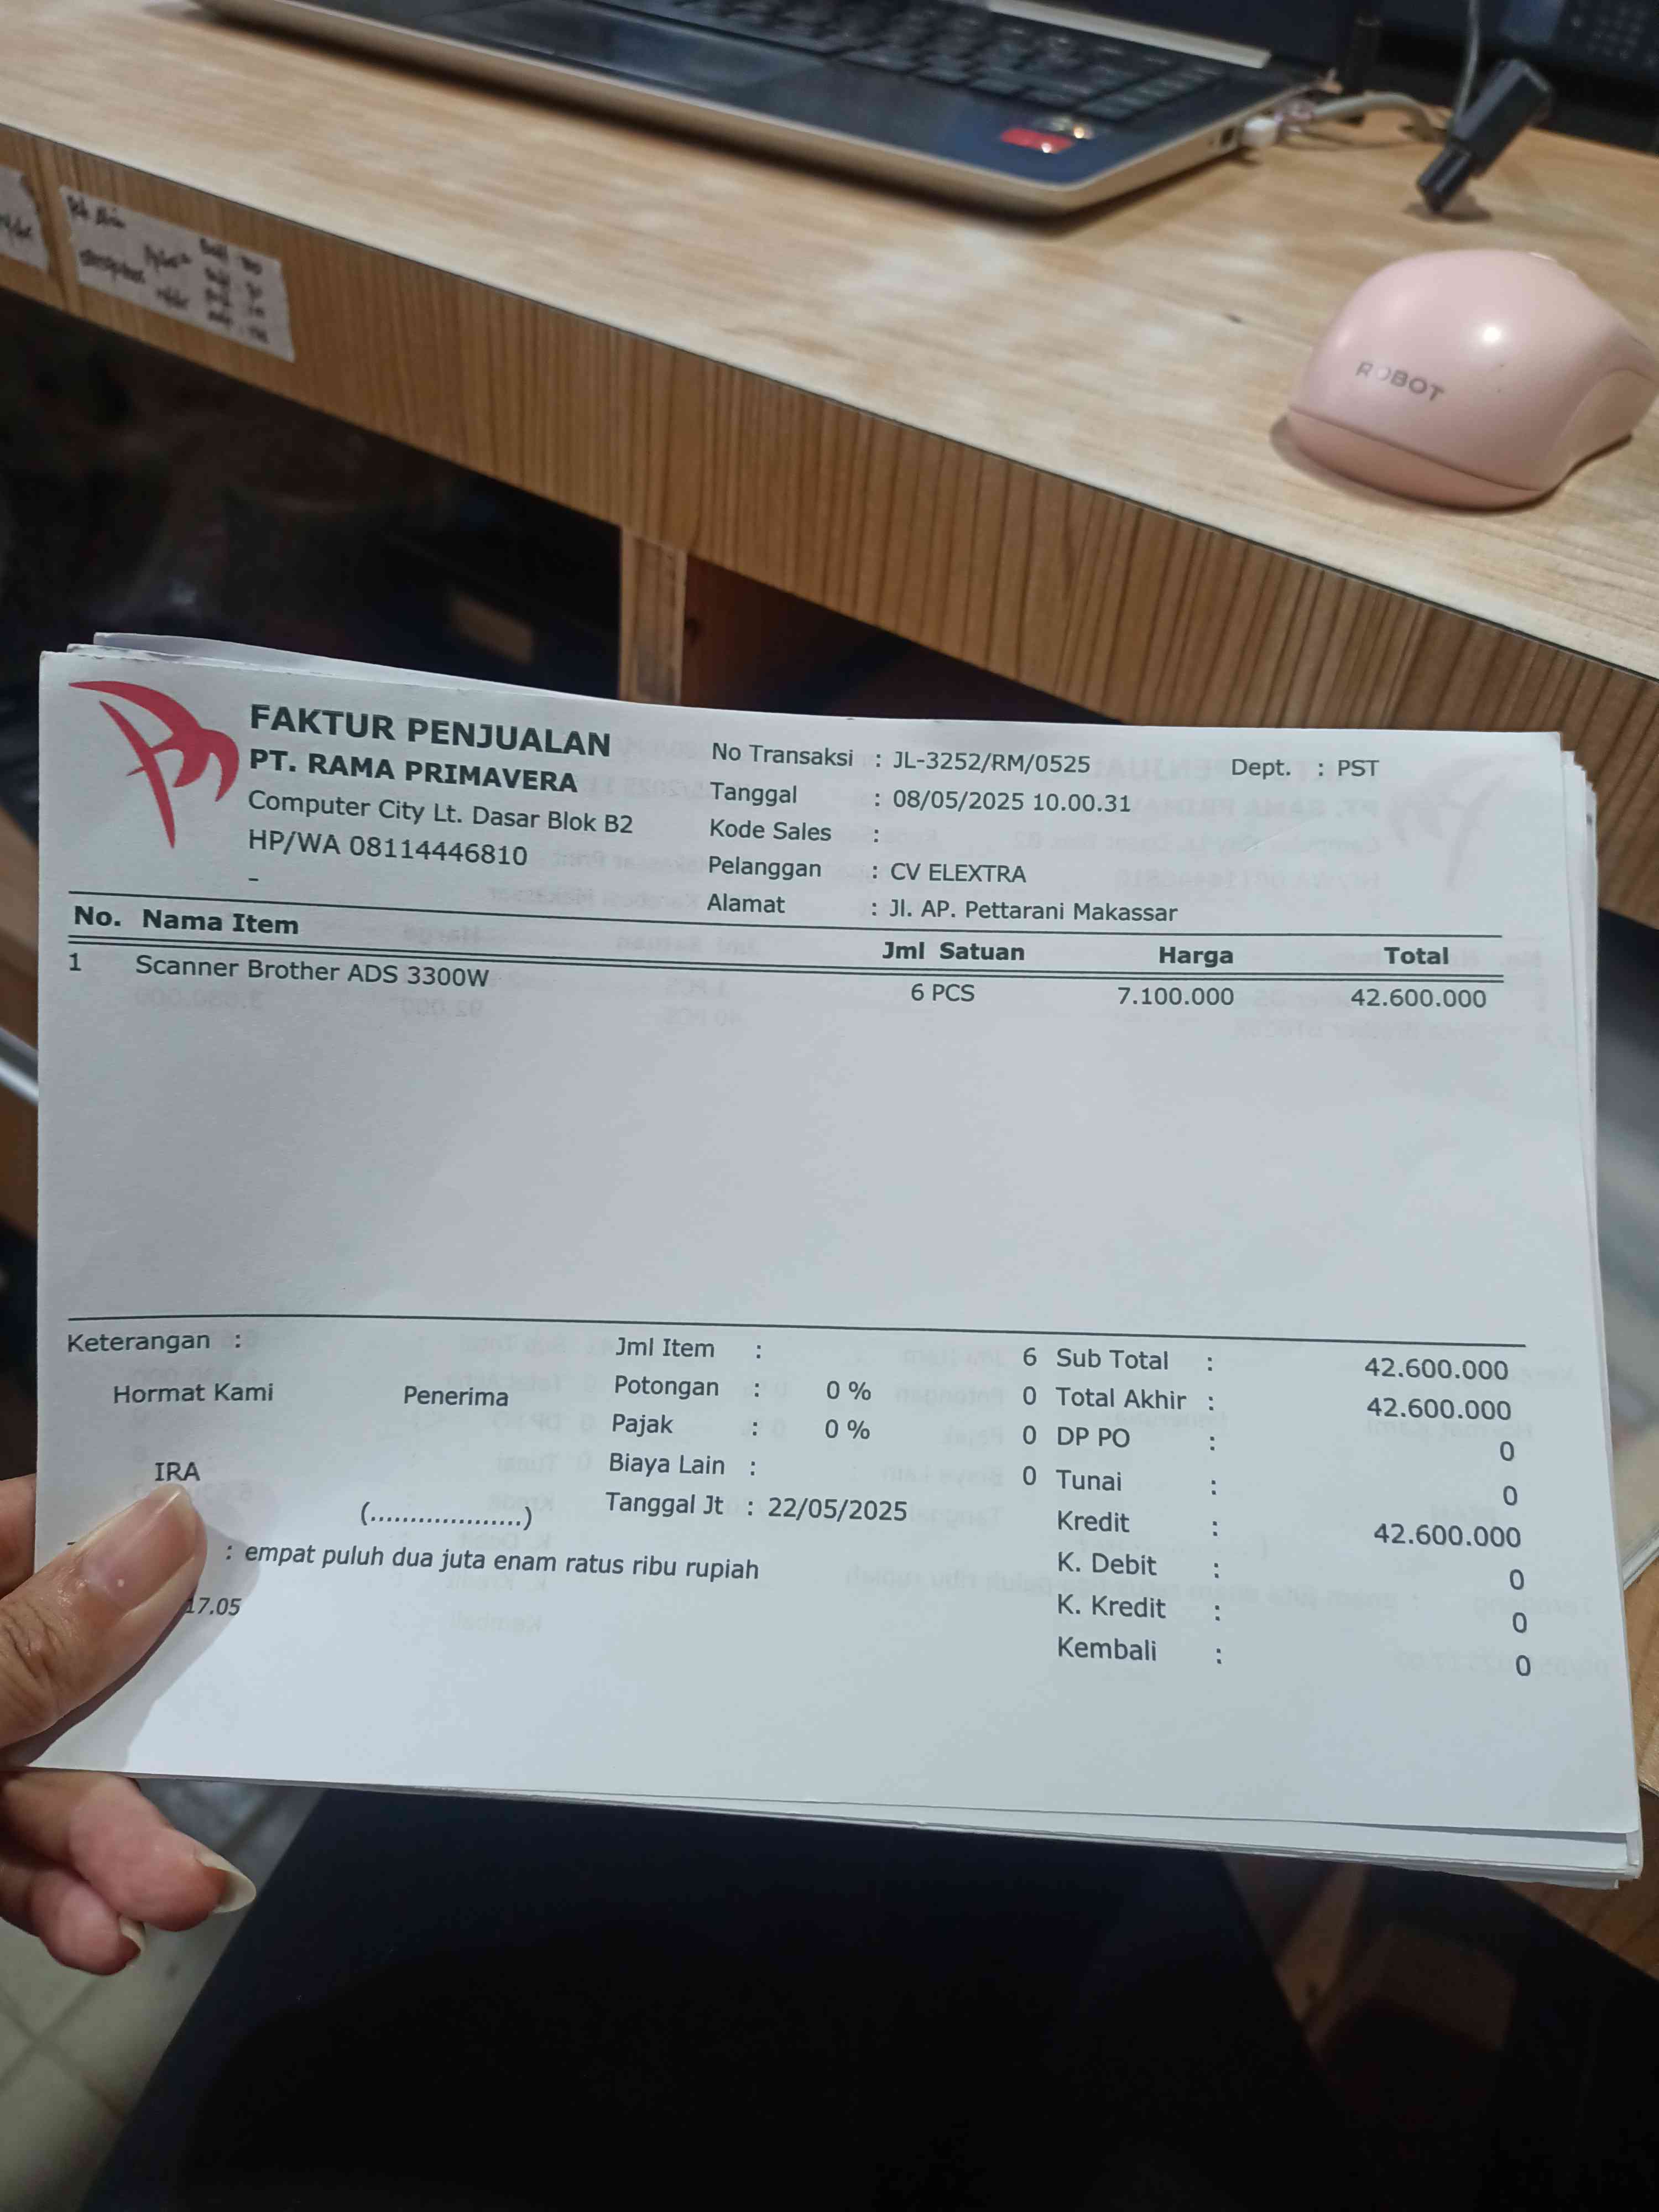 ROBOT
FAKTUR PENJUALAN
PT. RAMA PRIMAVERA
Computer City Lt. Dasar Blok B2
HP/WA 08114446810
-
No Transaksi : JL-3252/RM/0525 Dept. : PST
Tanggal : 08/05/2025 10.00.31
Kode Sales :
Pelanggan : CV ELEXTRA
Alamat : Jl. AP. Pettarani Makassar
No. Nama Item Jml Satuan Harga Total
1 Scanner Brother ADS 3300W 6 PCS 7.100.000 42.600.000
Keterangan :
Hormat Kami Penerima
IRA
(...................)
Jml Item : 6
Potongan : 0 % 0
Pajak : 0 % 0
Biaya Lain : 0
Tanggal Jt : 22/05/2025
Sub Total : 42.600.000
Total Akhir : 42.600.000
DP PO : 0
Tunai : 0
Kredit : 42.600.000
K. Debit : 0
K. Kredit : 0
Kembali : 0
: empat puluh dua juta enam ratus ribu rupiah
17.05